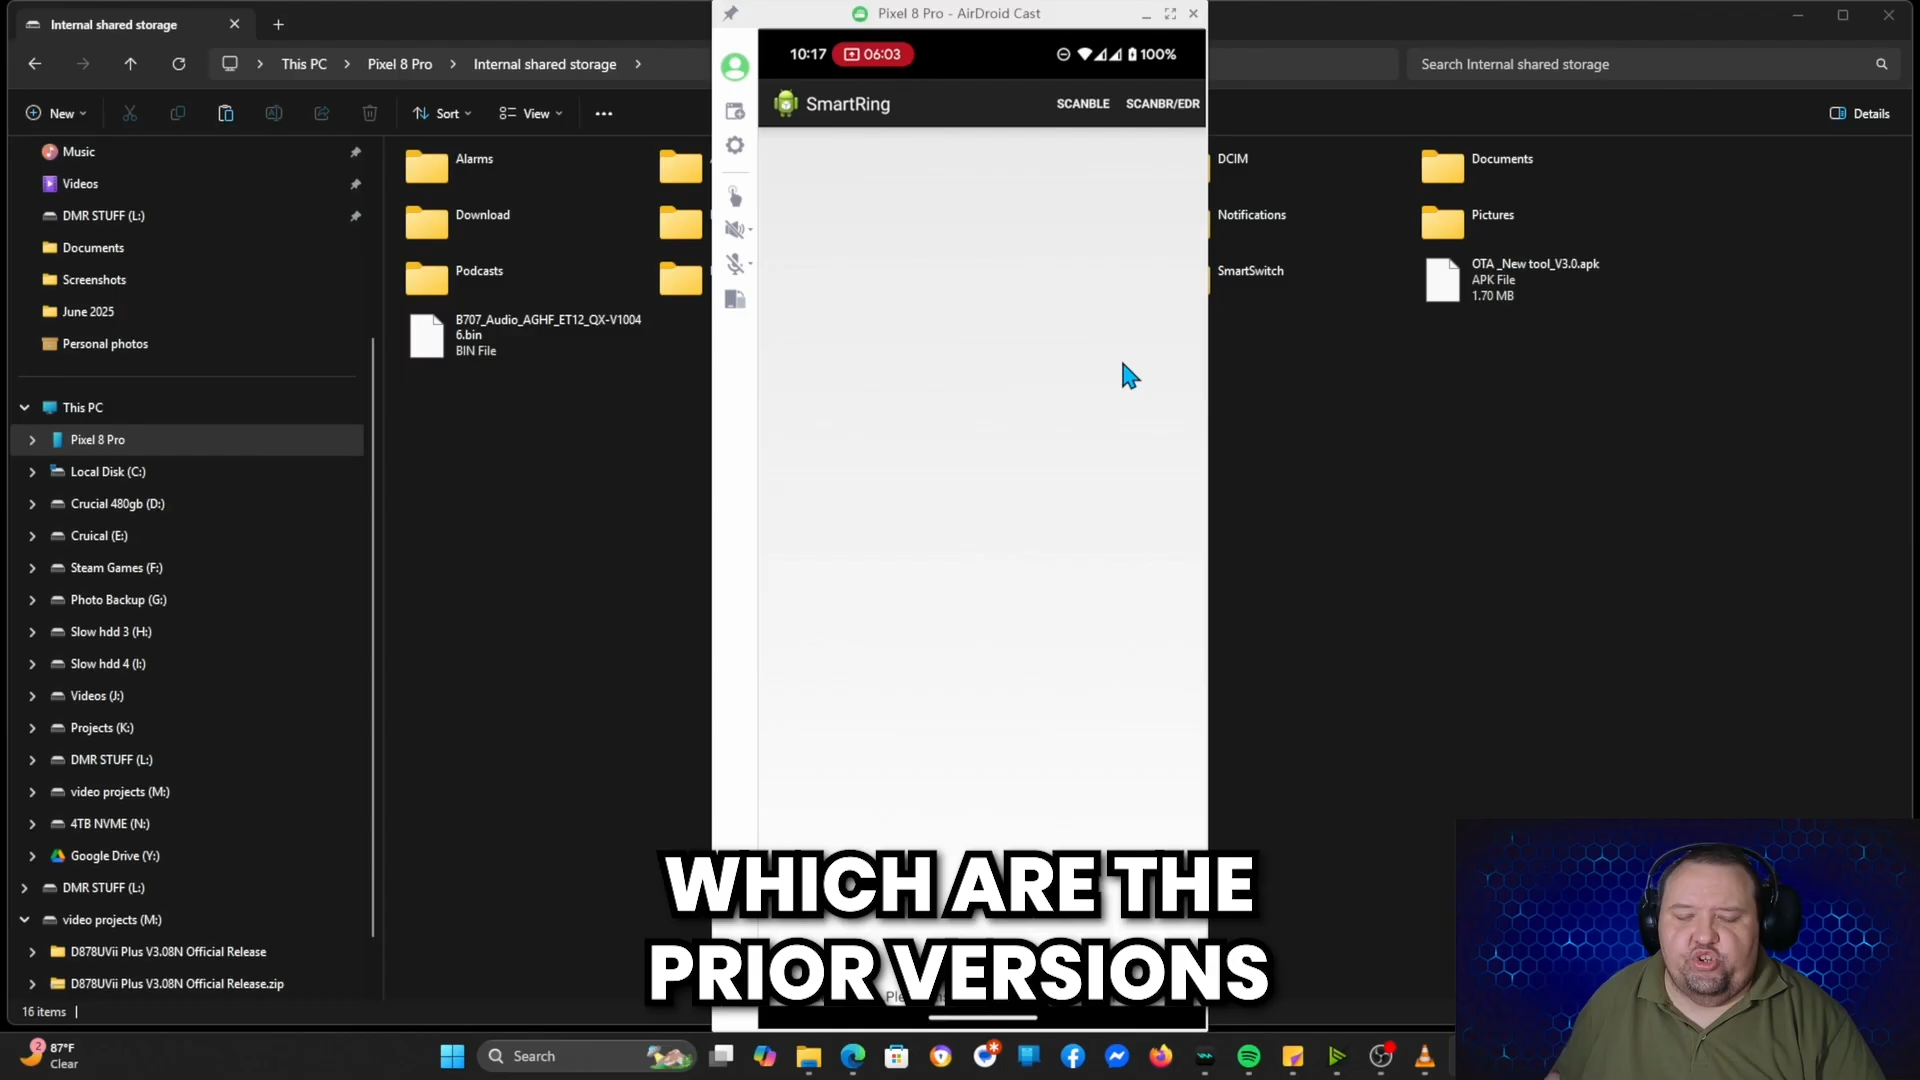 Internal shared storage
Pixel 8 Pro - AirDroid Cast
This PC
Pixel 8 Pro
Internal shared storage
Search Internal shared storage
New
Sort
View
Details
10:17
06:03
100%
SmartRing
SCANBLE
SCANBR/EDR
Music
Videos
DMR STUFF (L:)
Documents
Screenshots
June 2025
Personal photos
This PC
Pixel 8 Pro
Local Disk (C:)
Crucial 480gb (D:)
Cruical (E:)
Steam Games (F:)
Photo Backup (G:)
Slow hdd 3 (H:)
Slow hdd 4 (I:)
Videos (J:)
Projects (K:)
DMR STUFF (L:)
video projects (M:)
4TB NVME (N:)
Google Drive (Y:)
DMR STUFF (L:)
video projects (M:)
D878UVii Plus V3.08N Official Release
D878UVii Plus V3.08N Official Release.zip
16 items
Alarms
DCIM
Documents
Download
Notifications
Pictures
Podcasts
SmartSwitch
OTA _New tool_V3.0.apk
APK File
1.70 MB
B707_Audio_AGHF_ET12_QX-V1004
6.bin
BIN File
WHICH ARE THE
PRIOR VERSIONS
2
87°F
Clear
Search